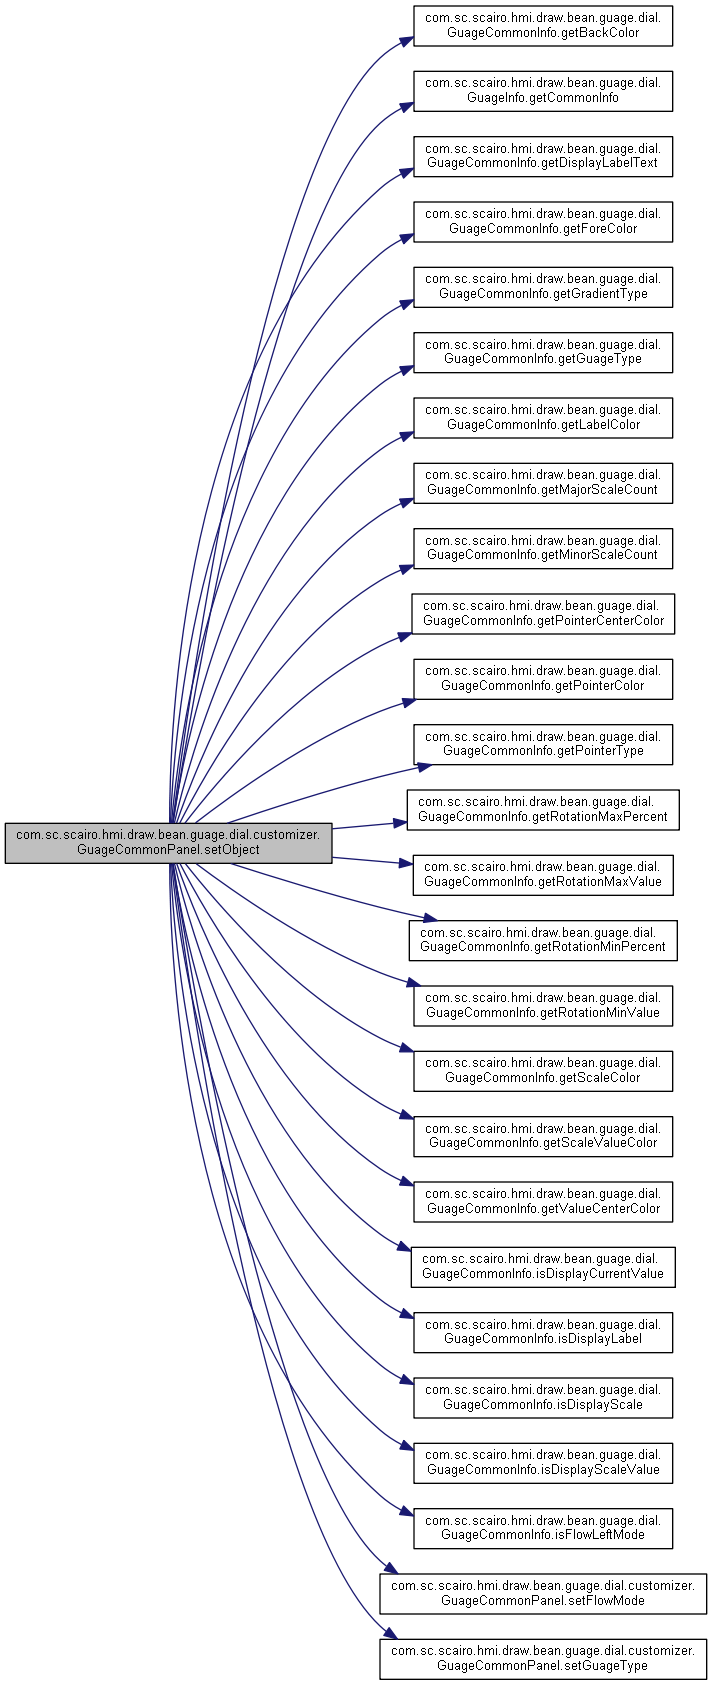 com.sc.scairo.hmi.draw.bean.guage.dial.
GuageCommonInfo.getBackColor
com.sc.scairo.hmi.draw.bean.guage.dial.
GuageInfo.getCommonInfo
com.sc.scairo.hmi.draw.bean.guage.dial.
GuageCommonInfo.getDisplayLabelText
com.sc.scairo.hmi.draw.bean.guage.dial.
GuageCommonInfo.getForeColor
com.sc.scairo.hmi.draw.bean.guage.dial.
GuageCommonInfo.getGradientType
com.sc.scairo.hmi.draw.bean.guage.dial.
GuageCommonInfo.getGuageType
com.sc.scairo.hmi.draw.bean.guage.dial.
GuageCommonInfo.getLabelColor
com.sc.scairo.hmi.draw.bean.guage.dial.
GuageCommonInfo.getMajorScaleCount
com.sc.scairo.hmi.draw.bean.guage.dial.
GuageCommonInfo.getMinorScaleCount
com.sc.scairo.hmi.draw.bean.guage.dial.
GuageCommonInfo.getPointerCenterColor
com.sc.scairo.hmi.draw.bean.guage.dial.
GuageCommonInfo.getPointerColor
com.sc.scairo.hmi.draw.bean.guage.dial.
GuageCommonInfo.getPointerType
com.sc.scairo.hmi.draw.bean.guage.dial.
GuageCommonInfo.getRotationMaxPercent
com.sc.scairo.hmi.draw.bean.guage.dial.customizer.
GuageCommonPanel.setObject
com.sc.scairo.hmi.draw.bean.guage.dial.
GuageCommonInfo.getRotationMaxValue
com.sc.scairo.hmi.draw.bean.guage.dial.
GuageCommonInfo.getRotationMinPercent
com.sc.scairo.hmi.draw.bean.guage.dial.
GuageCommonInfo.getRotationMinValue
com.sc.scairo.hmi.draw.bean.guage.dial.
GuageCommonInfo.getScaleColor
com.sc.scairo.hmi.draw.bean.guage.dial.
GuageCommonInfo.getScaleValueColor
com.sc.scairo.hmi.draw.bean.guage.dial.
GuageCommonInfo.getValueCenterColor
com.sc.scairo.hmi.draw.bean.guage.dial.
GuageCommonInfo.isDisplayCurrentValue
com.sc.scairo.hmi.draw.bean.guage.dial.
GuageCommonInfo.isDisplayLabel
com.sc.scairo.hmi.draw.bean.guage.dial.
GuageCommonInfo.isDisplayScale
com.sc.scairo.hmi.draw.bean.guage.dial.
GuageCommonInfo.isDisplayScaleValue
com.sc.scairo.hmi.draw.bean.guage.dial.
GuageCommonInfo.isFlowLeftMode
com.sc.scairo.hmi.draw.bean.guage.dial.customizer.
GuageCommonPanel.setFlowMode
com.sc.scairo.hmi.draw.bean.guage.dial.customizer.
GuageCommonPanel.setGuageType